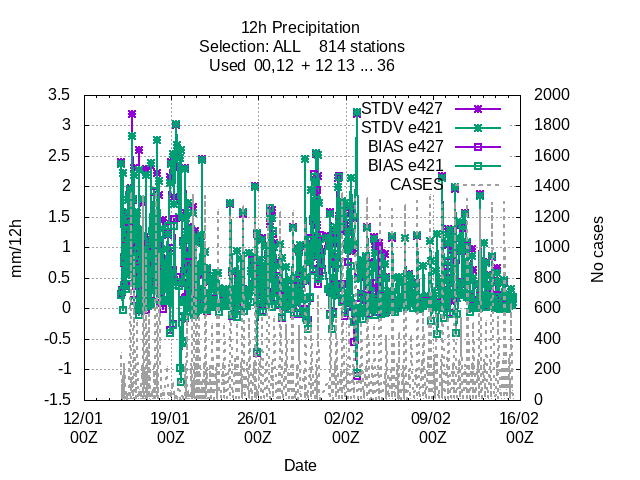 12h Precipitation
Selection: ALL 814 stations
Used 00,12 + 12 13 ... 36
STDV e427
STDV e421
BIAS e427
BIAS e421
CASES
mm/12h
3.5
3
2.5
2
1.5
1
0.5
0
-0.5
-1
-1.5
No cases
2000
1800
1600
1400
1200
1000
800
600
400
200
0
12/01 19/01 26/01 02/02 09/02 16/02
00Z 00Z 00Z 00Z 00Z 00Z
Date